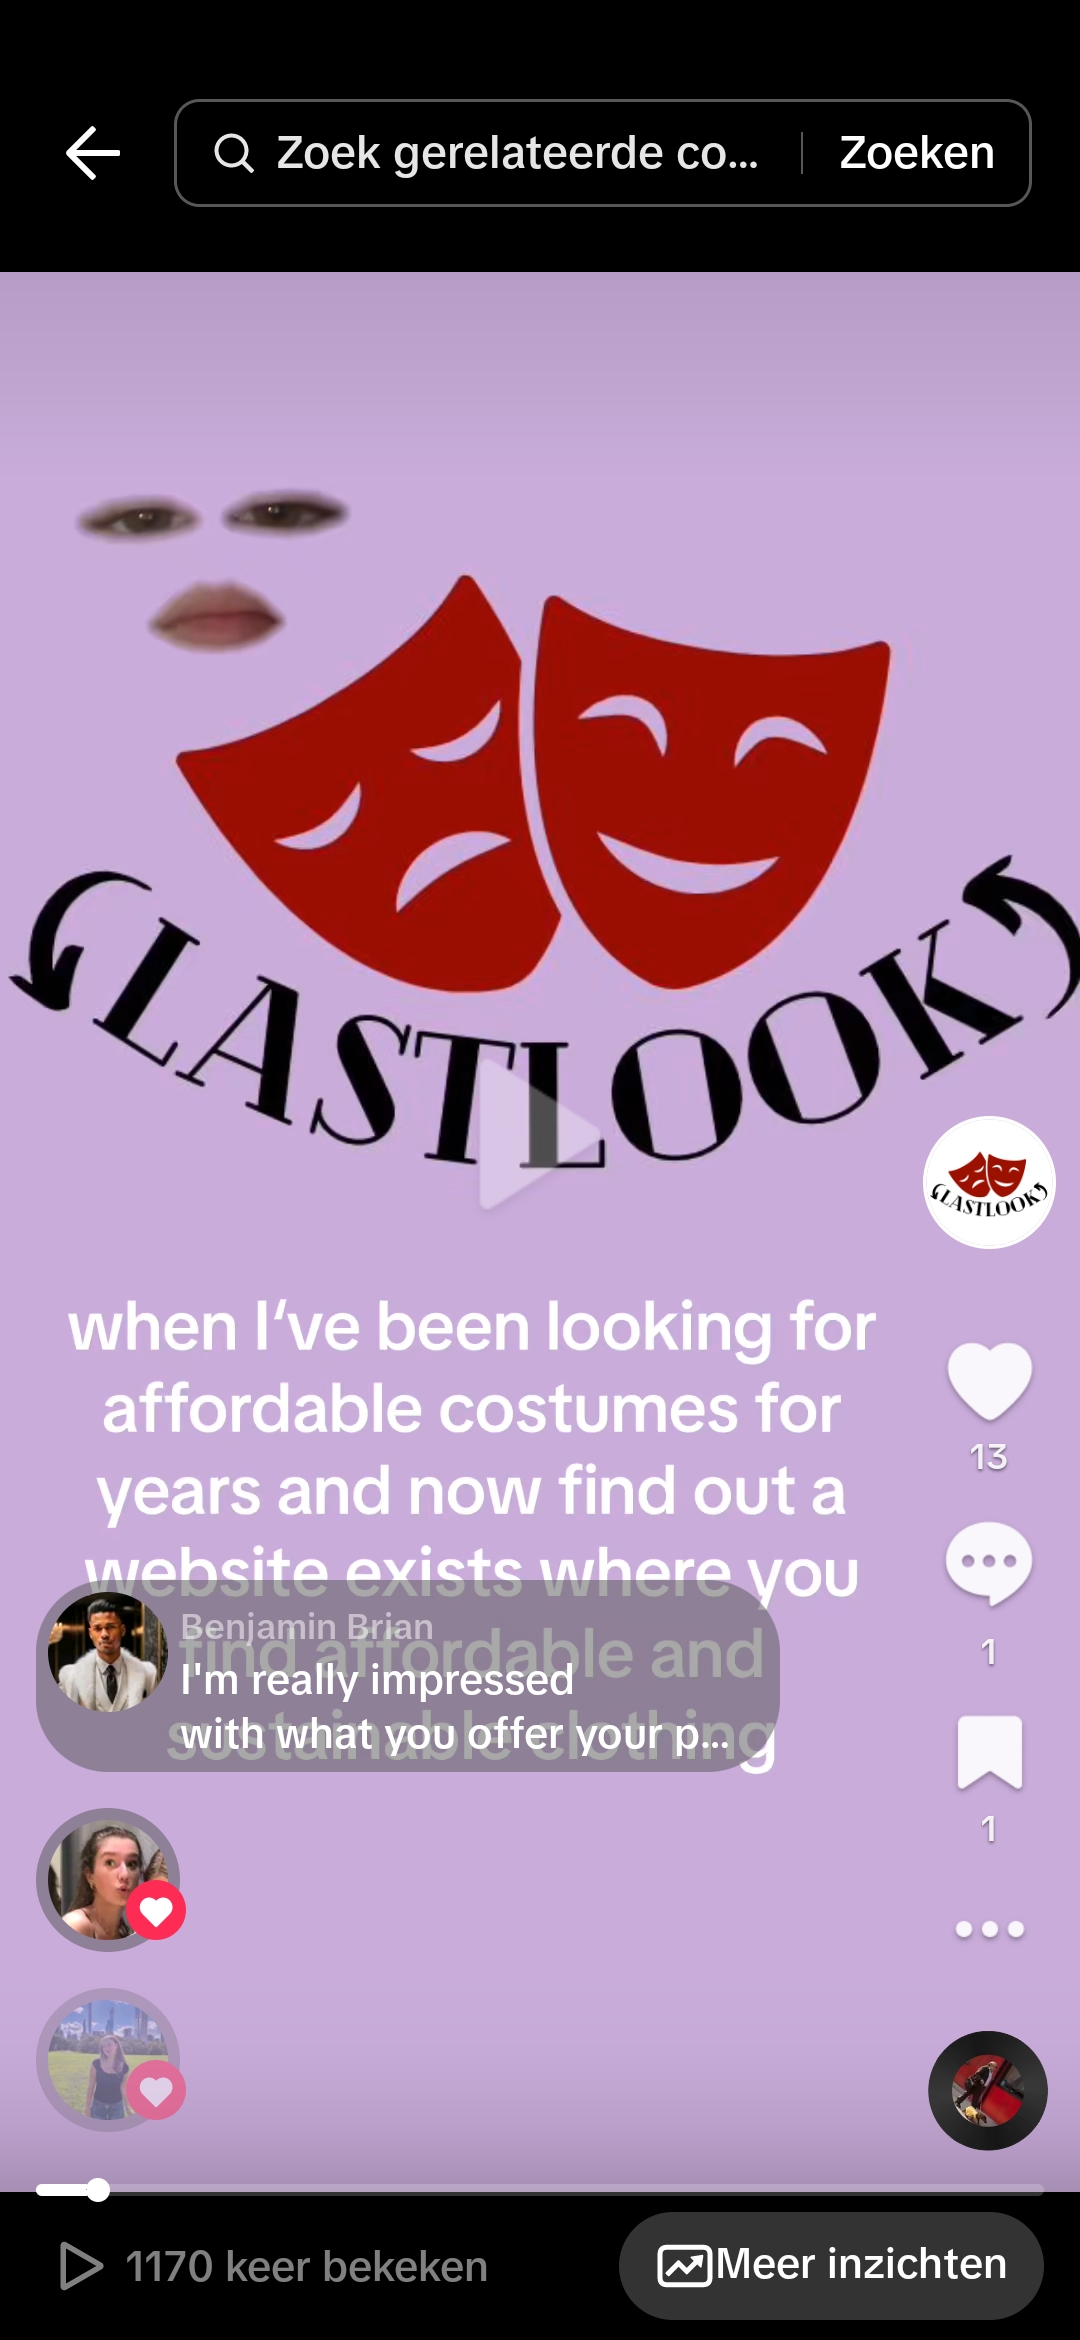 Zoek gerelateerde co... | Zoeken
LASTLOOK
LASTLOOK
when I‘ve been looking for
affordable costumes for
years and now find out a
website exists where you
find affordable and
sustainable clothing
Benjamin Brian
I'm really impressed
with what you offer your p...
13
1
1
1170 keer bekeken
Meer inzichten